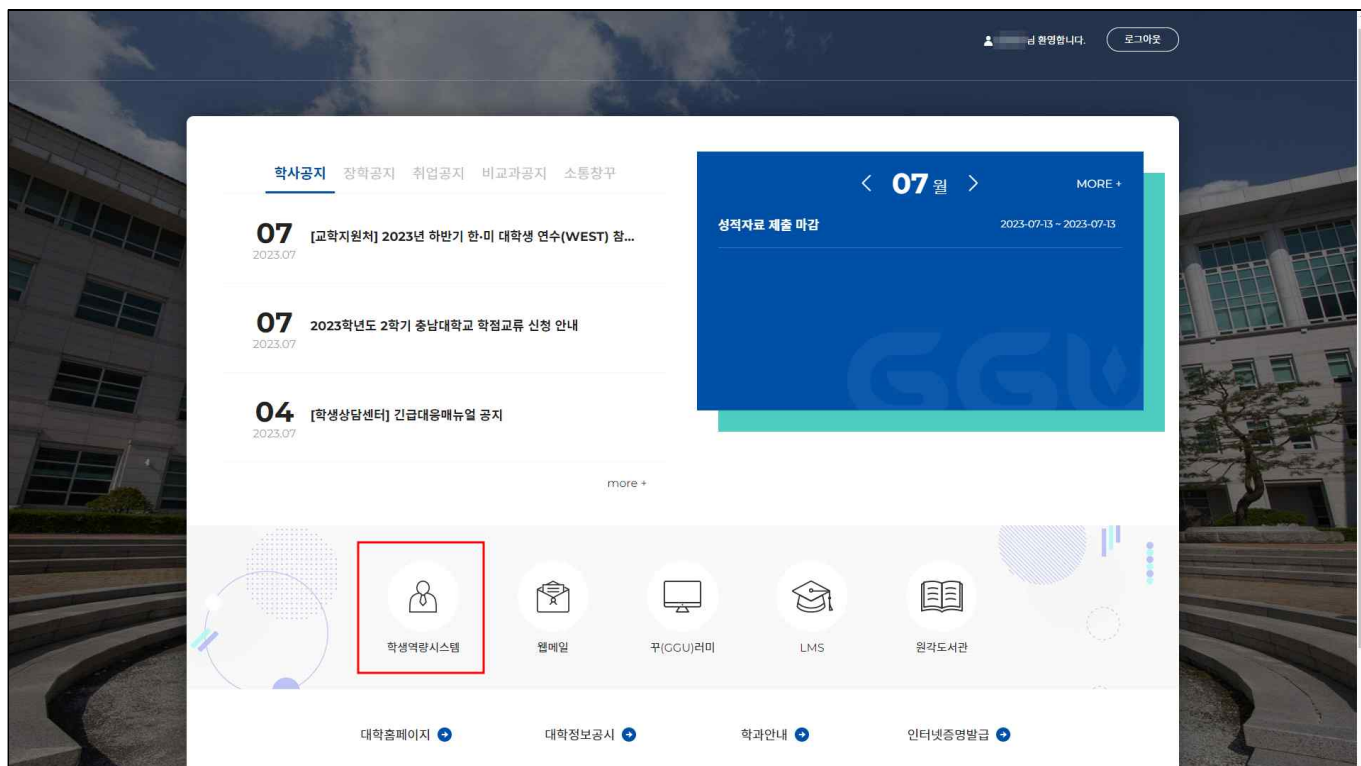 님 환영합니다.
로그아웃
학사공지 장학공지 취업공지 비교과공지 소통창꾸
07
2023.07
[교학지원처] 2023년 하반기 한·미 대학생 연수(WEST) 참...
07
2023.07
2023학년도 2학기 충남대학교 학점교류 신청 안내
04
2023.07
[학생상담센터] 긴급대응매뉴얼 공지
more +
07 월
MORE +
성적자료 제출 마감
2023-07-13 ~ 2023-07-13
GGU
학생역량시스템
웹메일
꾸(GGU)러미
LMS
원각도서관
대학홈페이지
대학정보공시
학과안내
인터넷증명발급